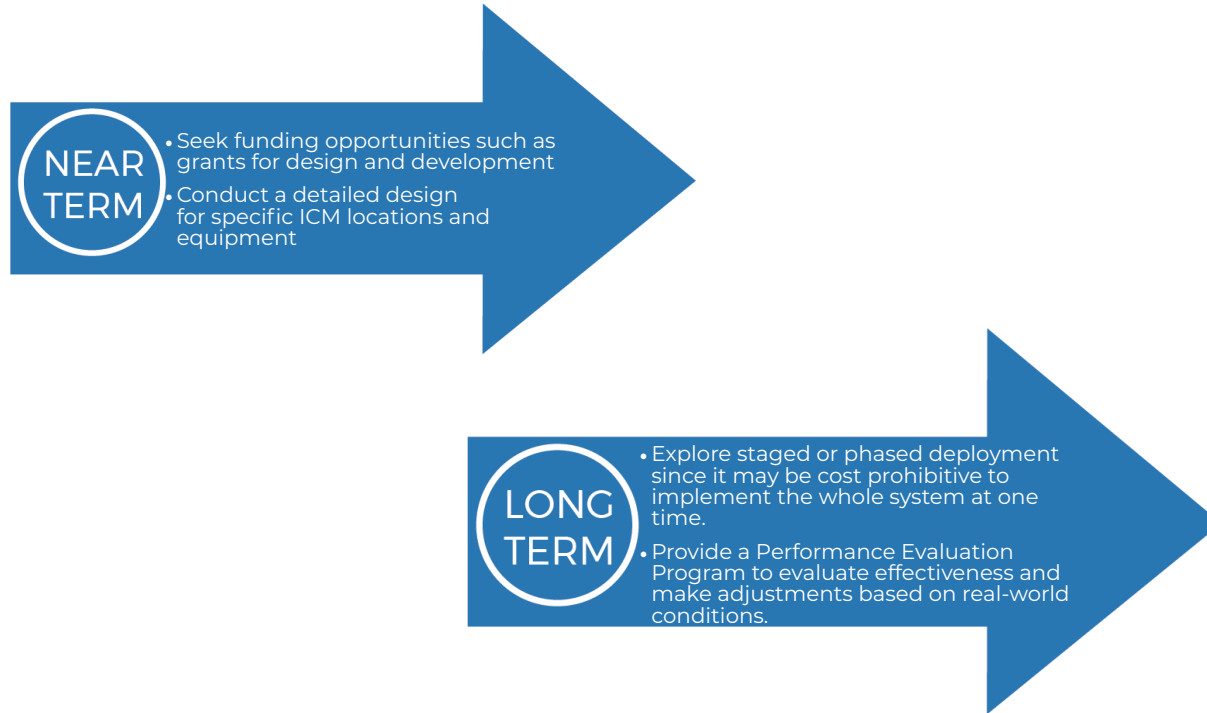 NEAR
TERM
• Seek funding opportunities such as
grants for design and development
• Conduct a detailed design
for specific ICM locations and
equipment
LONG
TERM
• Explore staged or phased deployment
since it may be cost prohibitive to
implement the whole system at one
time.
• Provide a Performance Evaluation
Program to evaluate effectiveness and
make adjustments based on real-world
conditions.